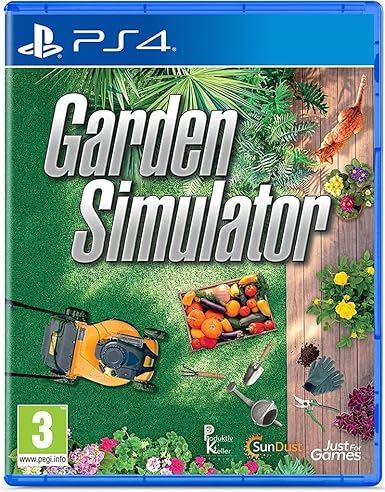 PS4
Garden
Simulator
3
www.pegi.info
Produktiv
Keller
SunDust
Just For
Games